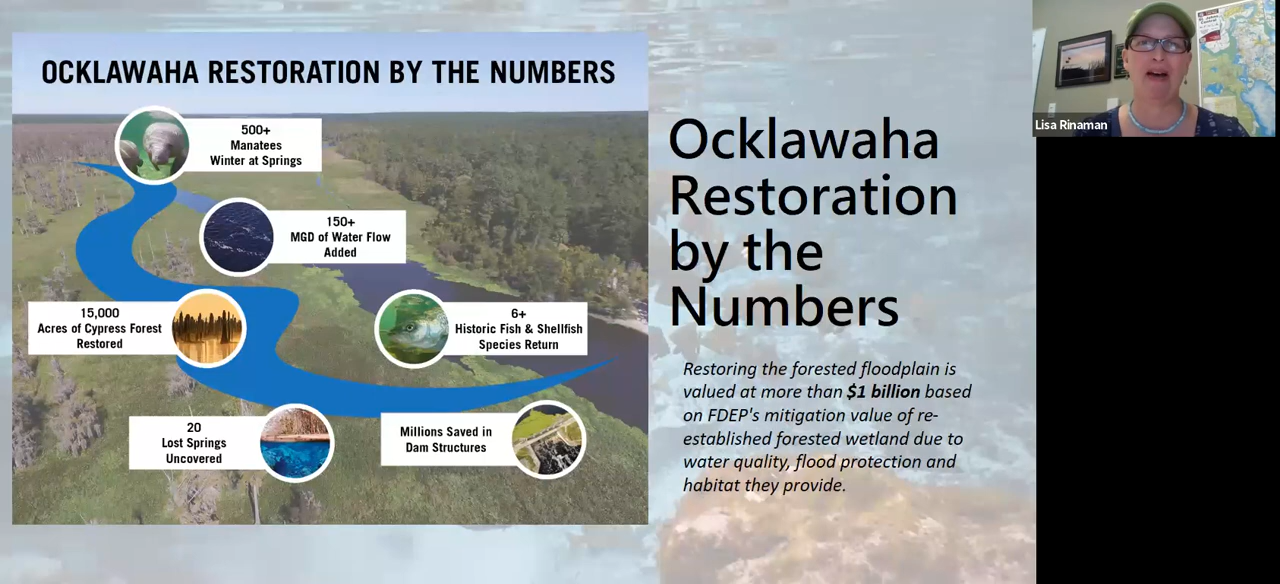 OCKLAWAHA RESTORATION BY THE NUMBERS
500+
Manatees
Winter at Springs
150+
MGD of Water Flow
Added
15,000
Acres of Cypress Forest
Restored
6+
Historic Fish & Shellfish
Species Return
20
Lost Springs
Uncovered
Millions Saved in
Dam Structures
Ocklawaha
Restoration
by the
Numbers
Restoring the forested floodplain is
valued at more than $1 billion based
on FDEP's mitigation value of re-
established forested wetland due to
water quality, flood protection and
habitat they provide.
Lisa Rinaman